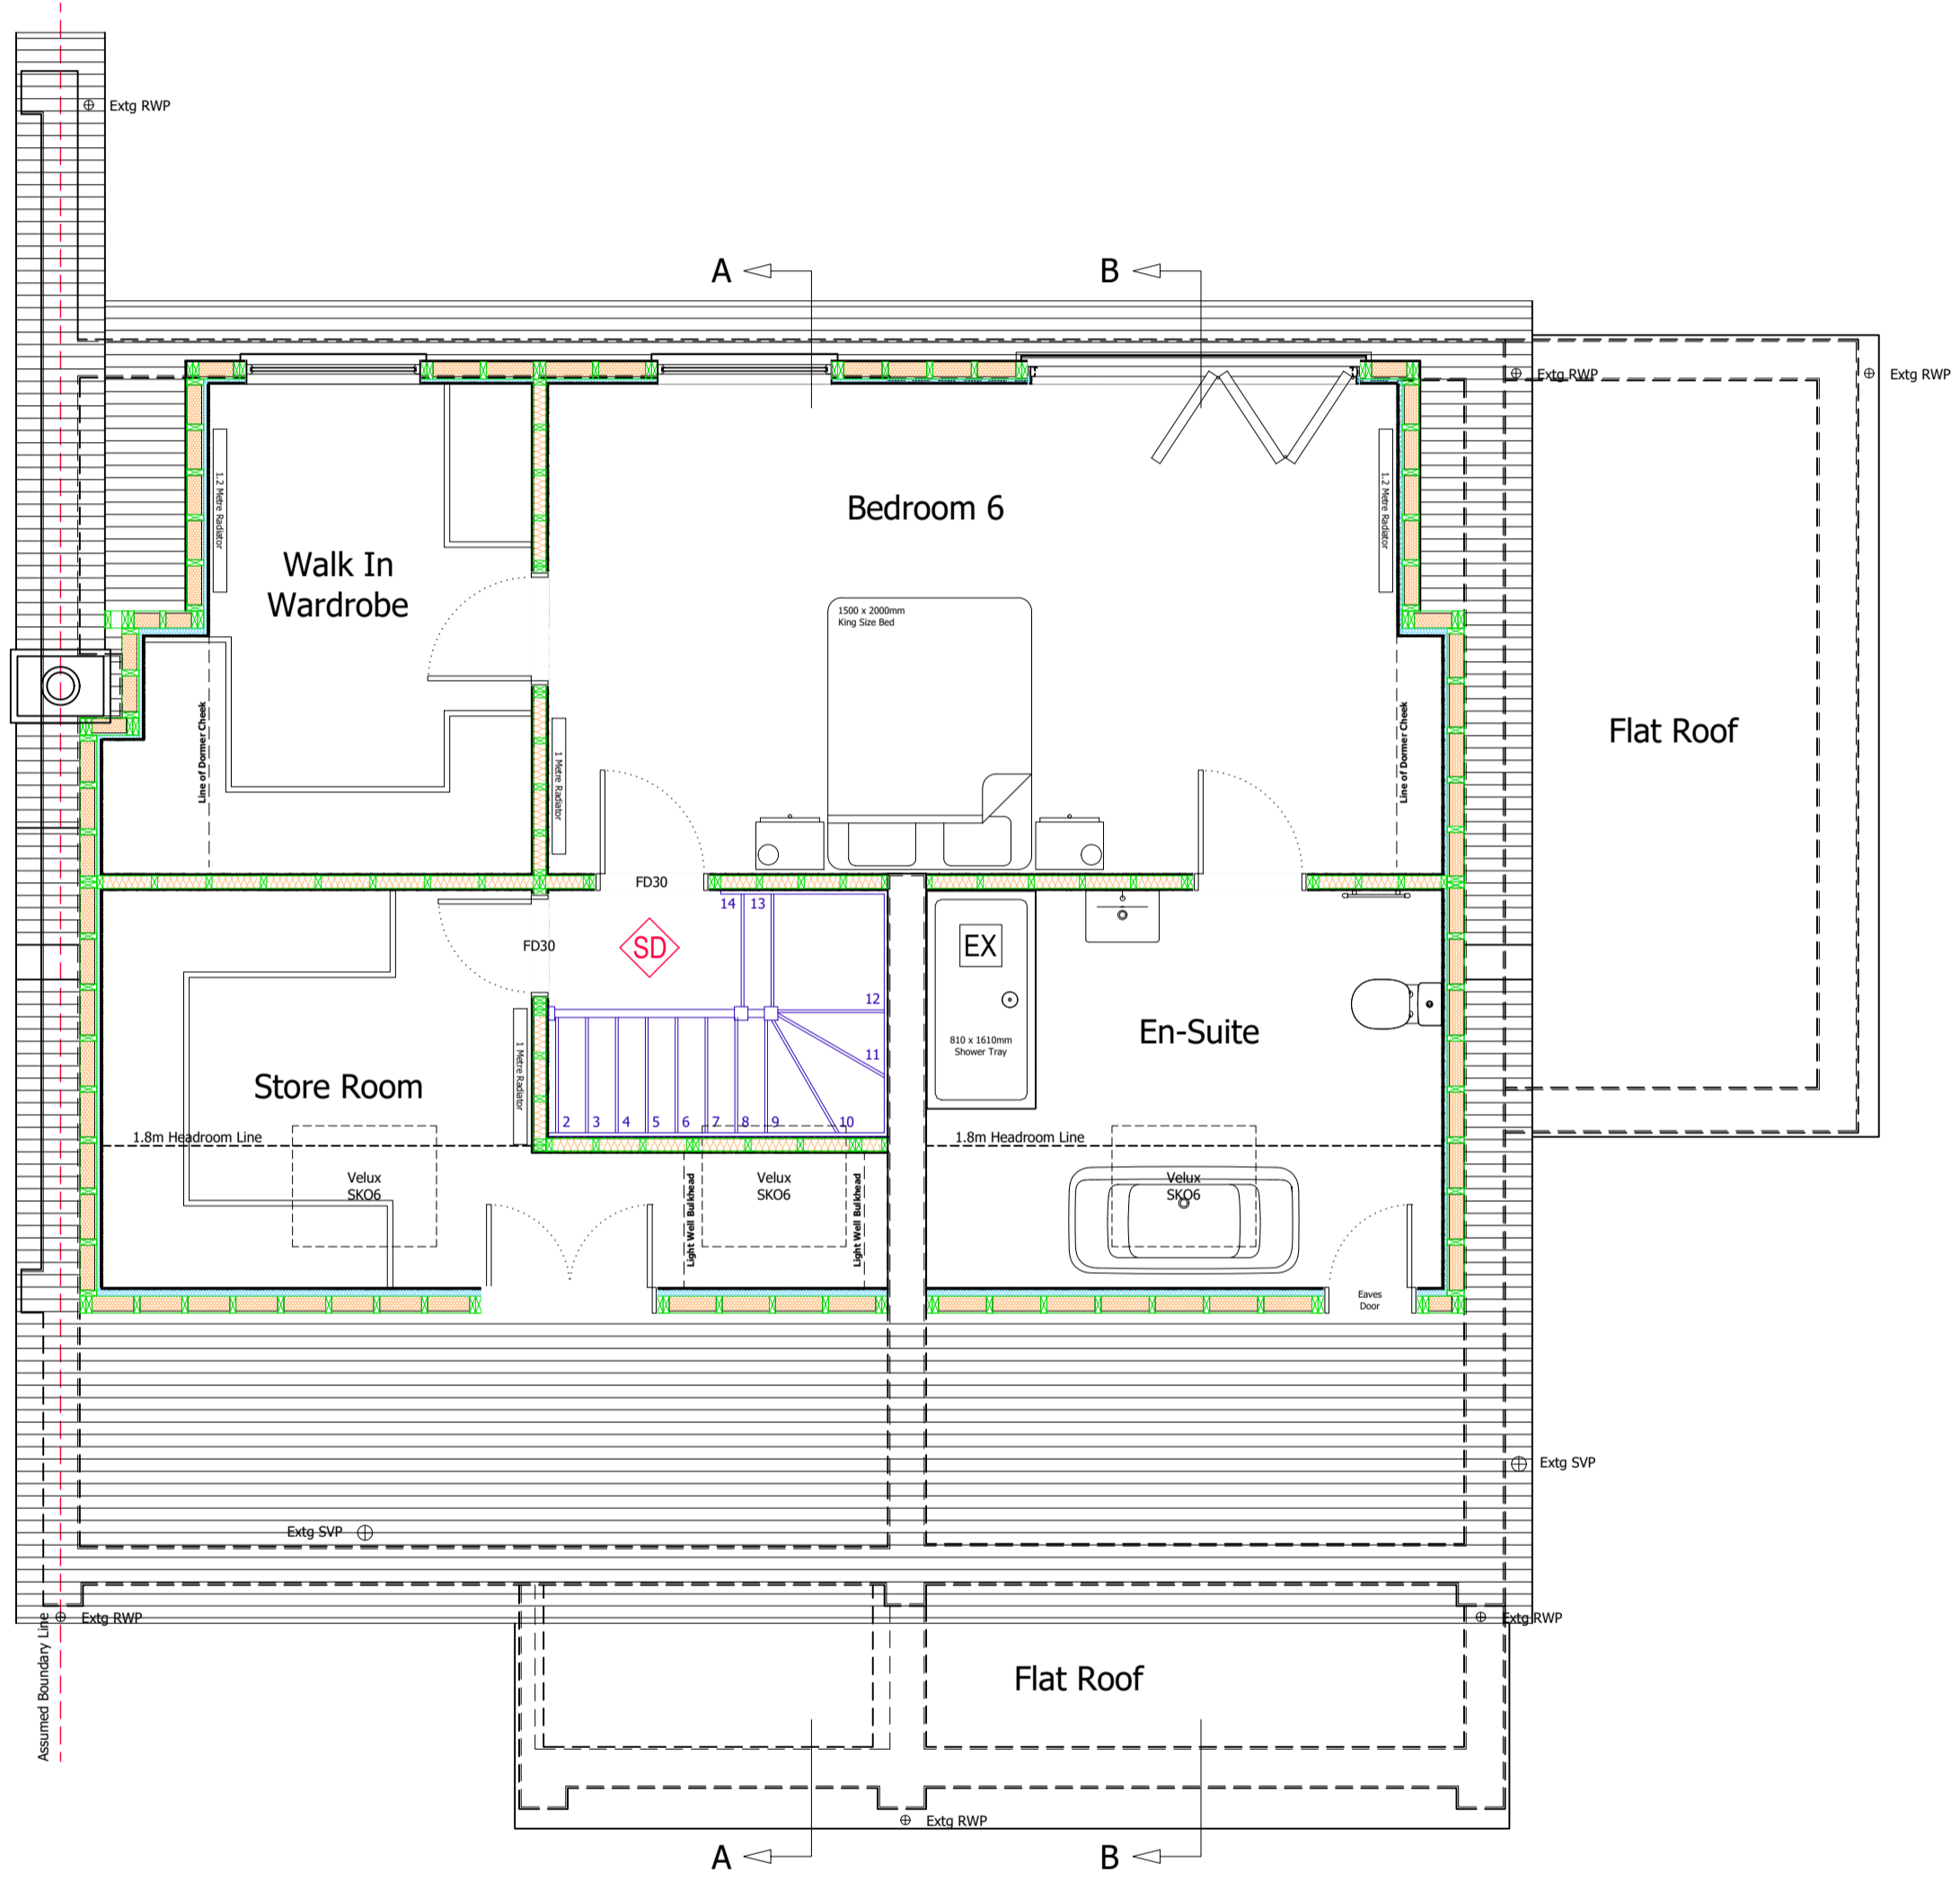 Extg RWP
A
B
Extg RWP
Extg RWP
1.2 Metre Radiator
1.2 Metre Radiator
Bedroom 6
Walk In
Wardrobe
1500 x 2000mm
King Size Bed
Line of Dormer Cheek
Line of Dormer Cheek
Flat Roof
1 Metre Radiator
FD30
FD30
SD
14
13
12
11
10
2
3
4
5
6
7
8
9
EX
810 x 1610mm
Shower Tray
En-Suite
Store Room
1 Metre Radiator
1.8m Headroom Line
1.8m Headroom Line
Velux
SKO6
Light Well Bulkhead
Velux
SKO6
Light Well Bulkhead
Velux
SKO6
Eaves
Door
Extg SVP
Extg SVP
Assumed Boundary Line
Extg RWP
Extg RWP
Flat Roof
Extg RWP
A
B